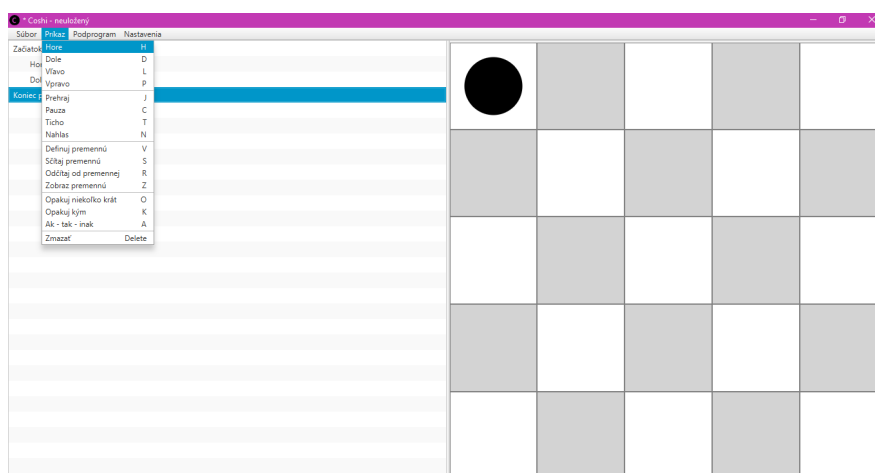 C * Coshi - neuložený
Súbor Príkaz Podprogram Nastavenia
Začiatok
Hore H
Dole D
Vľavo L
Vpravo P
Koniec
Prehraj J
Pauza C
Ticho T
Nahlas N
Definuj premennú V
Sčítaj premennú S
Odčítaj od premennej R
Zobraz premennú Z
Opakuj niekoľko krát O
Opakuj kým K
Ak - tak - inak A
Zmazať Delete